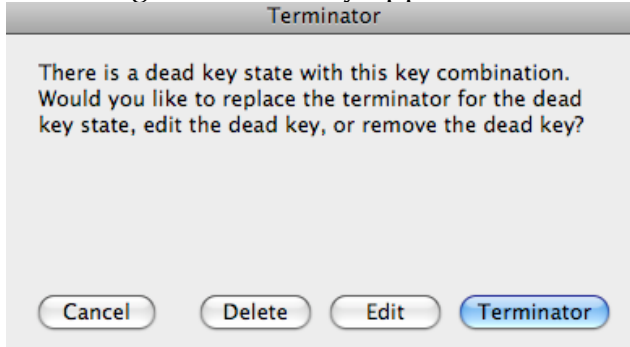 Terminator
There is a dead key state with this key combination.
Would you like to replace the terminator for the dead
key state, edit the dead key, or remove the dead key?
Cancel Delete Edit Terminator